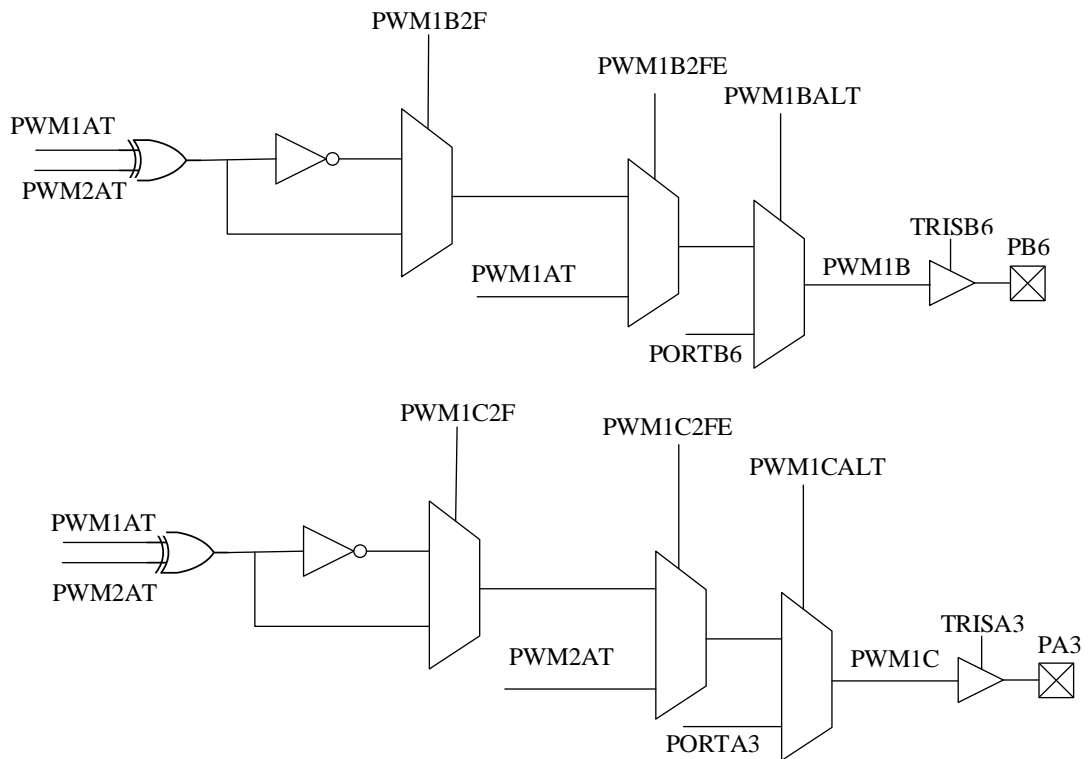 PWM1B2F
PWM1B2FE
PWM1BALT
PWM1AT
PWM2AT
TRISB6
PB6
PWM1B
PWM1AT
PORTB6
PWM1C2F
PWM1C2FE
PWM1CALT
PWM1AT
PWM2AT
TRISA3
PA3
PWM1C
PWM2AT
PORTA3